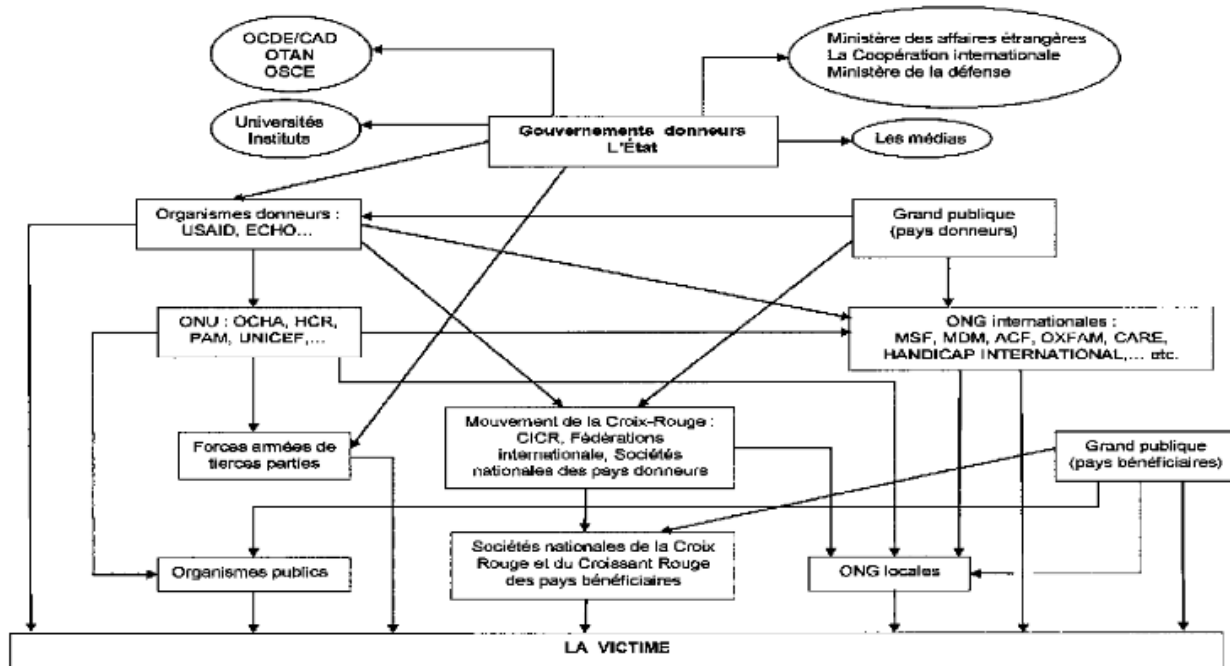 OCDE/CAD
OTAN
OSCE
Ministère des affaires étrangères
La Coopération internationale
Ministère de la défense
Universités
Instituts
Gouvernements donneurs
L'État
Les médias
Organismes donneurs :
USAID, ECHO...
Grand publique
(pays donneurs)
ONU : OCHA, HCR,
PAM, UNICEF,...
ONG internationales :
MSF, MDM, ACF, OXFAM, CARE,
HANDICAP INTERNATIONAL,... etc.
Forces armées de
tierces parties
Mouvement de la Croix-Rouge :
CICR, Fédérations
internationale, Sociétés
nationales des pays donneurs
Grand publique
(pays bénéficiaires)
Organismes publics
Sociétés nationales de la Croix
Rouge et du Croissant Rouge
des pays bénéficiaires
ONG locales
LA VICTIME